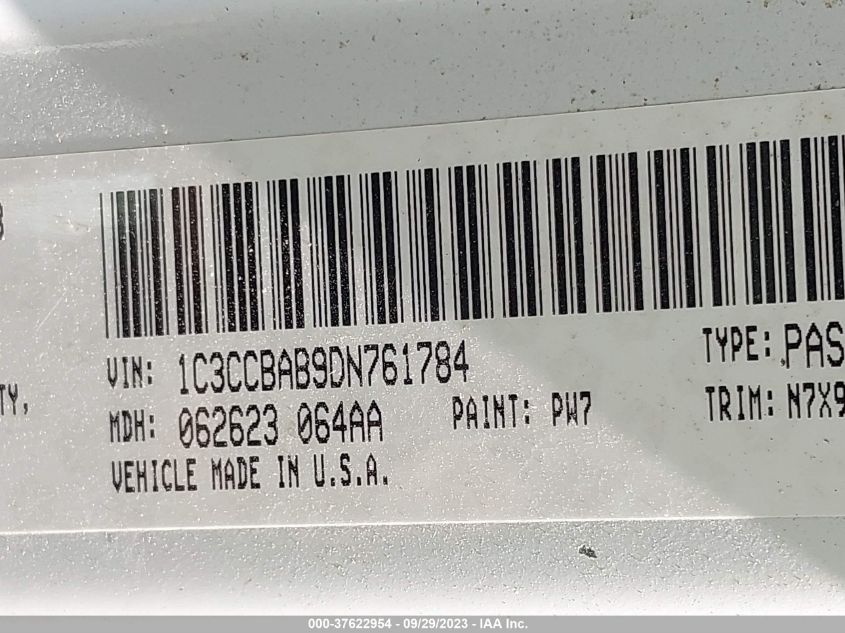 VIN: 1C3CCBAB9DN761784
TYPE: PAS
TY,
MDH: 062623 064AA
PAINT: PW7
TRIM: N7X9
VEHICLE MADE IN U.S.A.
000-37622954 - 09/29/2023 - IAA Inc.